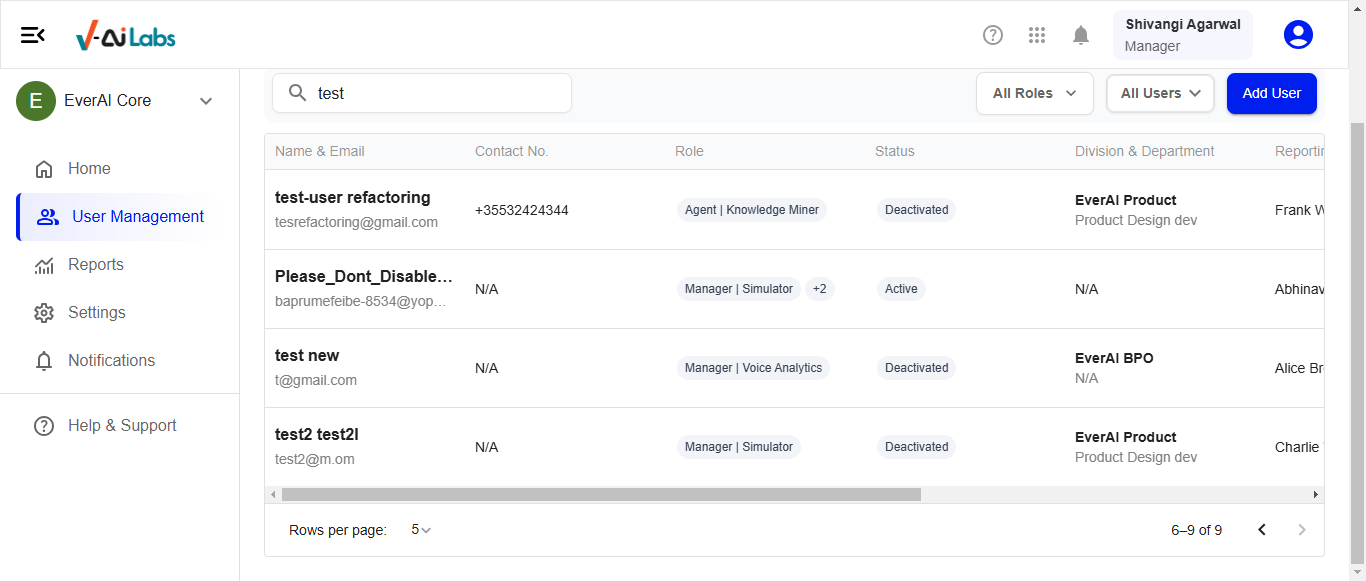 V-Ai Labs
Shivangi Agarwal
Manager
E
EverAI Core
test
All Roles
All Users
Add User
Home
User Management
Reports
Settings
Notifications
Help & Support
Name & Email Contact No. Role Status Division & Department Reportin
test-user refactoring
tesrefactoring@gmail.com
+35532424344
Agent | Knowledge Miner
Deactivated
EverAI Product
Product Design dev
Frank W
Please_Dont_Disable...
baprumefeibe-8534@yop...
N/A
Manager | Simulator +2
Active
N/A
Abhinav
test new
t@gmail.com
N/A
Manager | Voice Analytics
Deactivated
EverAI BPO
N/A
Alice Br
test2 test2l
test2@m.om
N/A
Manager | Simulator
Deactivated
EverAI Product
Product Design dev
Charlie
Rows per page: 5
6–9 of 9